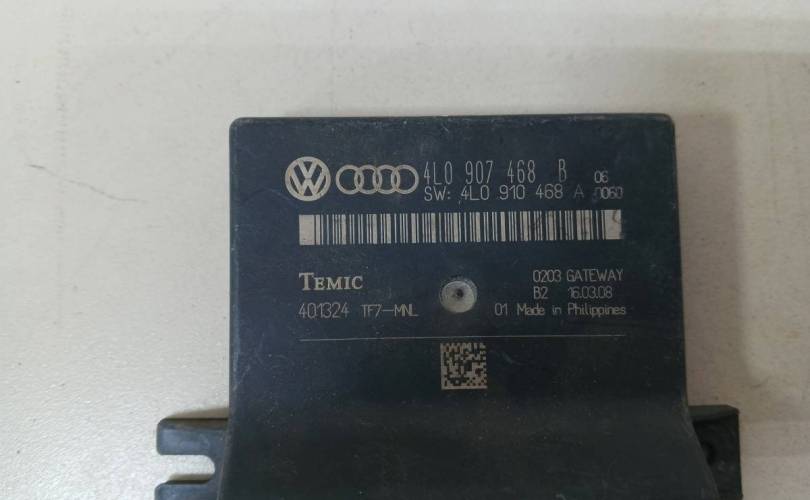 4L0 907 468 B 06
SW: 4L0 910 468 A 0060
TEMIC 0203 GATEWAY
B2 16.03.08
401324 TF7-MNL 01 Made in Philippines